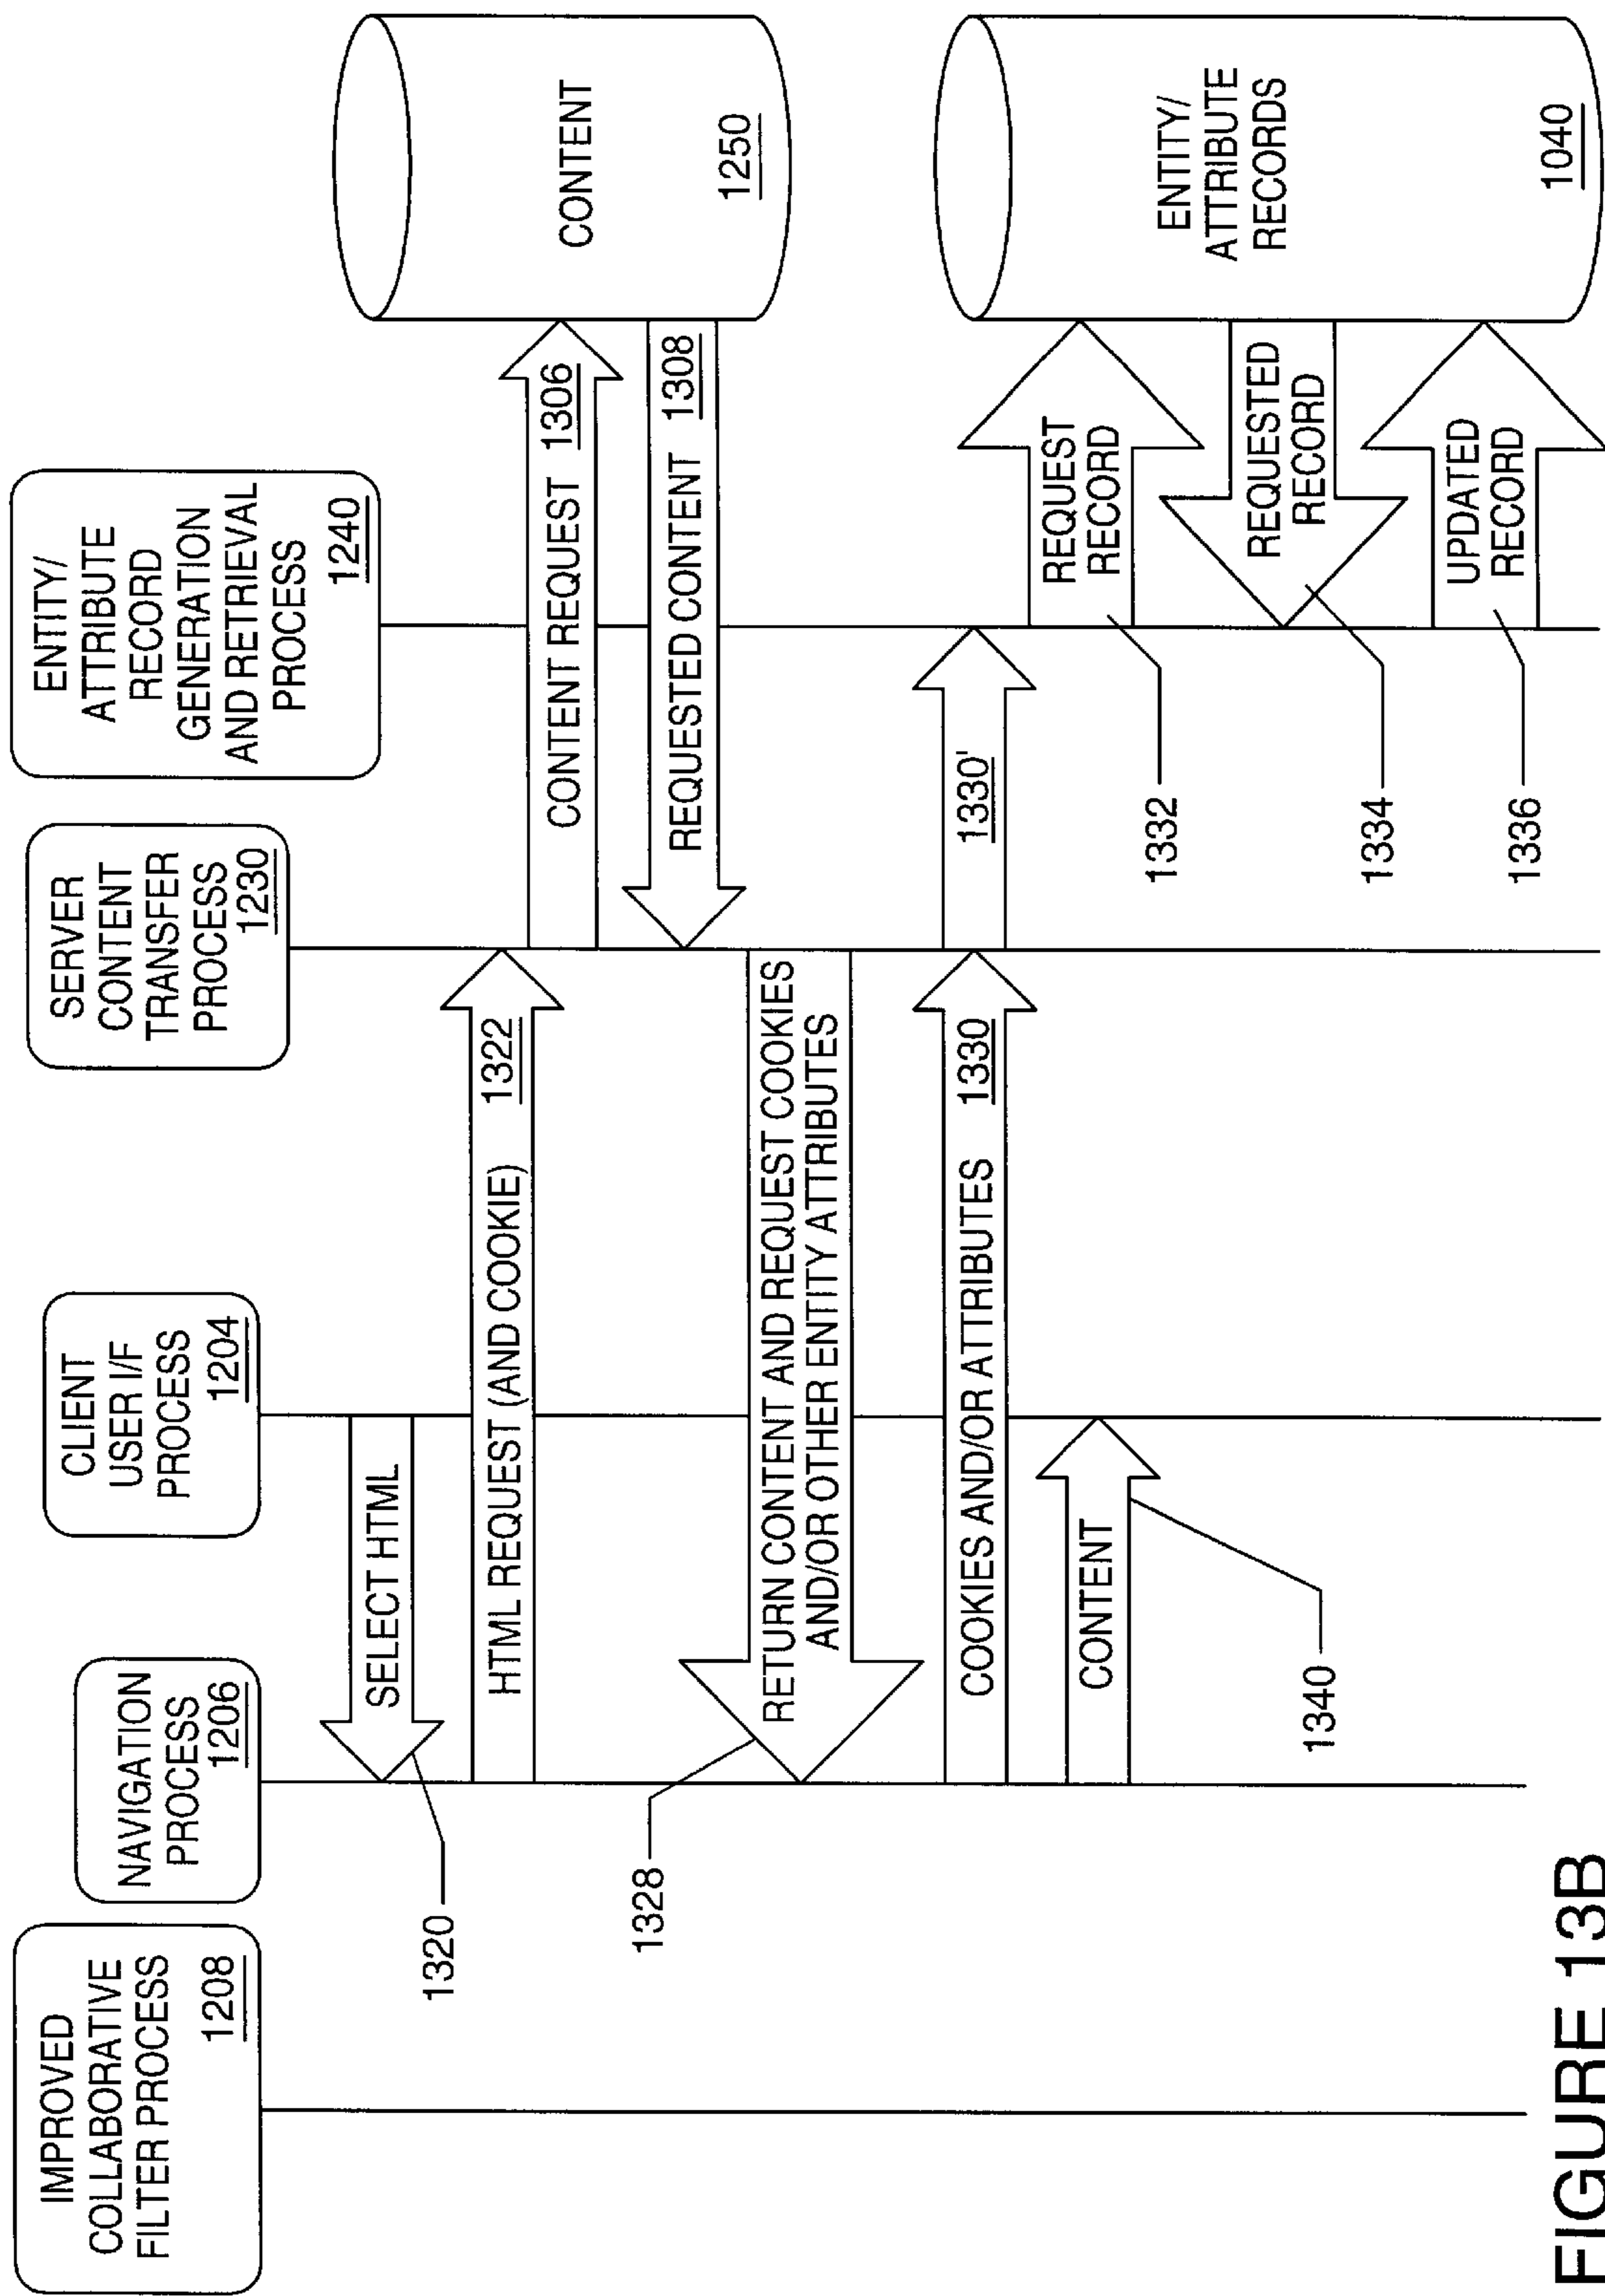 IMPROVED
COLLABORATIVE
FILTER PROCESS
1208
NAVIGATION
PROCESS
1206
CLIENT
USER I/F
PROCESS
1204
SERVER
CONTENT
TRANSFER
PROCESS
1230
ENTITY/
ATTRIBUTE
RECORD
GENERATION
AND RETRIEVAL
PROCESS
1240
SELECT HTML
1320
HTML REQUEST (AND COOKIE) 1322
CONTENT REQUEST 1306
REQUESTED CONTENT 1308
CONTENT
1250
RETURN CONTENT AND REQUEST COOKIES
AND/OR OTHER ENTITY ATTRIBUTES
1328
COOKIES AND/OR ATTRIBUTES 1330
1330'
CONTENT
1340
REQUEST
RECORD
1332
REQUESTED
RECORD
1334
UPDATED
RECORD
1336
ENTITY/
ATTRIBUTE
RECORDS
1040
FIGURE 13B